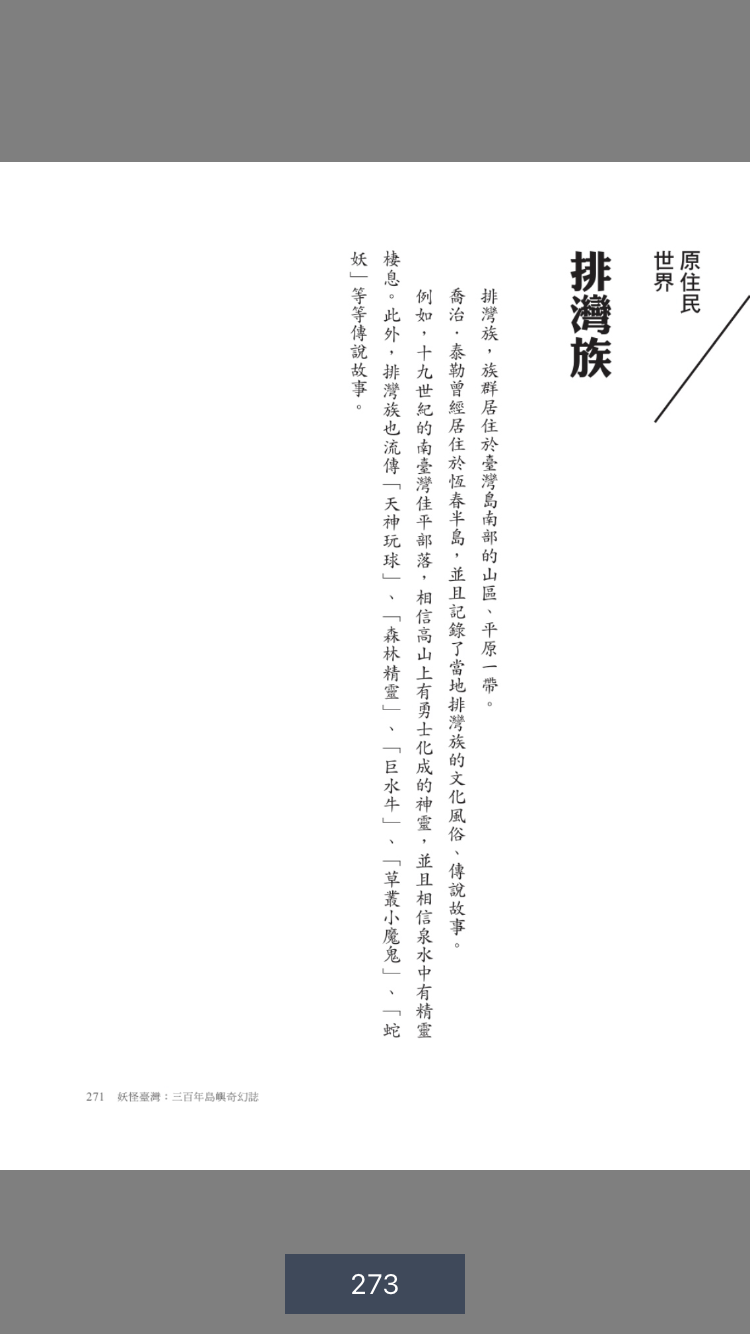 原住民
世界
排灣族
排灣族，族群居住於臺灣島南部的山區、平原一帶。
喬治．泰勒曾經居住於恆春半島，並且記錄了當地排灣族的文化風俗、傳說故事。
例如，十九世紀的南臺灣佳平部落，相信高山上有勇士化成的神靈，並且相信泉水中有精靈
棲息。此外，排灣族也流傳「天神玩球」、「森林精靈」、「巨水牛」、「草叢小魔鬼」、「蛇
妖」等等傳說故事。
271 妖怪臺灣：三百年島嶼奇幻誌
273